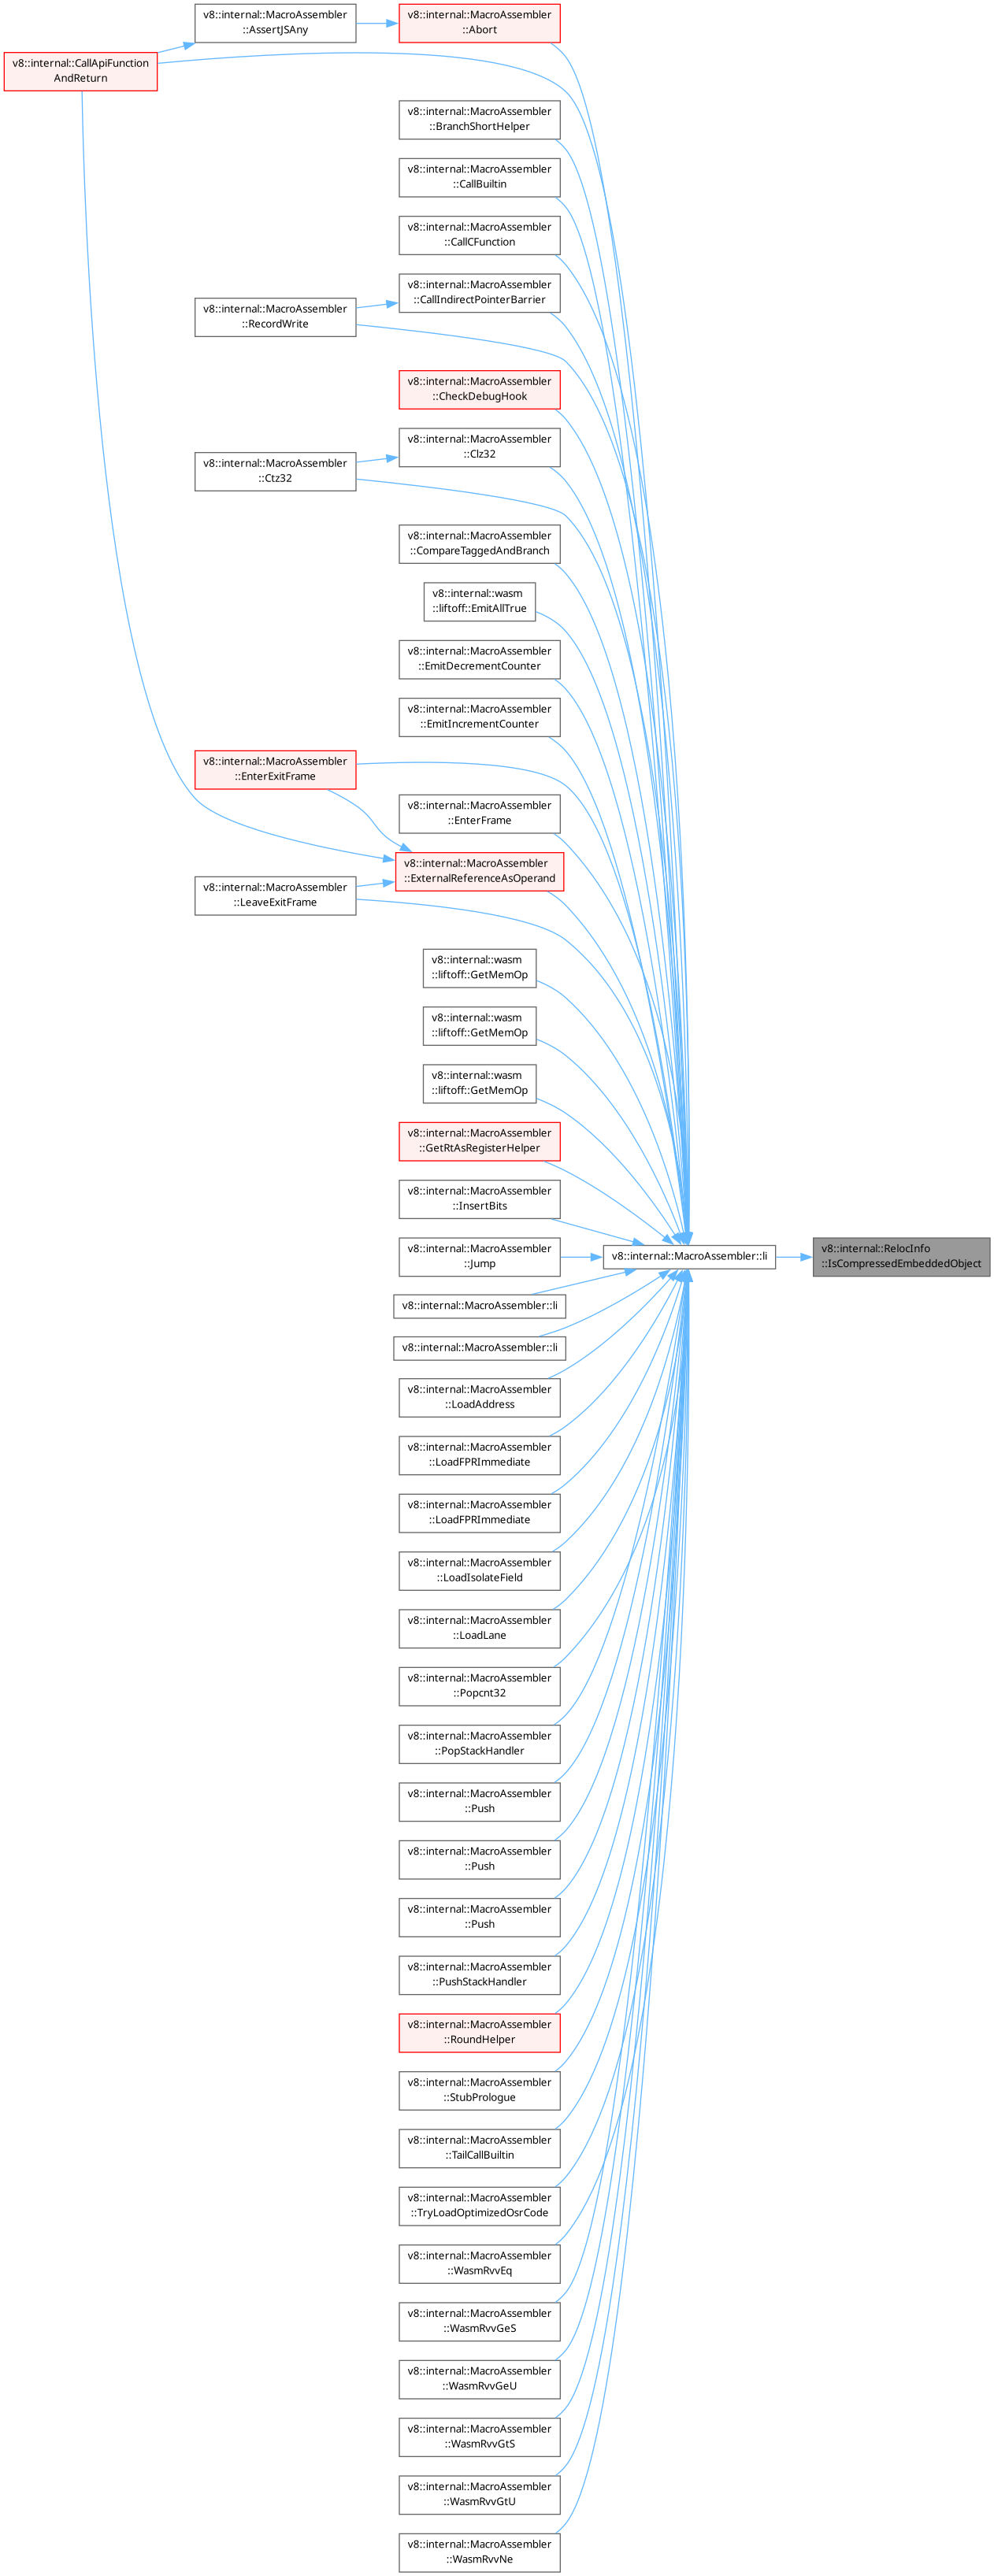 v8::internal::MacroAssembler
::AssertJSAny
v8::internal::MacroAssembler
::Abort
v8::internal::CallApiFunction
AndReturn
v8::internal::MacroAssembler
::BranchShortHelper
v8::internal::MacroAssembler
::CallBuiltin
v8::internal::MacroAssembler
::CallCFunction
v8::internal::MacroAssembler
::CallIndirectPointerBarrier
v8::internal::MacroAssembler
::RecordWrite
v8::internal::MacroAssembler
::CheckDebugHook
v8::internal::MacroAssembler
::Clz32
v8::internal::MacroAssembler
::Ctz32
v8::internal::MacroAssembler
::CompareTaggedAndBranch
v8::internal::wasm
::liftoff::EmitAllTrue
v8::internal::MacroAssembler
::EmitDecrementCounter
v8::internal::MacroAssembler
::EmitIncrementCounter
v8::internal::MacroAssembler
::EnterExitFrame
v8::internal::MacroAssembler
::EnterFrame
v8::internal::MacroAssembler
::ExternalReferenceAsOperand
v8::internal::MacroAssembler
::LeaveExitFrame
v8::internal::wasm
::liftoff::GetMemOp
v8::internal::wasm
::liftoff::GetMemOp
v8::internal::wasm
::liftoff::GetMemOp
v8::internal::MacroAssembler
::GetRtAsRegisterHelper
v8::internal::MacroAssembler
::InsertBits
v8::internal::MacroAssembler
::Jump
v8::internal::MacroAssembler::li
v8::internal::RelocInfo
::IsCompressedEmbeddedObject
v8::internal::MacroAssembler::li
v8::internal::MacroAssembler::li
v8::internal::MacroAssembler
::LoadAddress
v8::internal::MacroAssembler
::LoadFPRImmediate
v8::internal::MacroAssembler
::LoadFPRImmediate
v8::internal::MacroAssembler
::LoadIsolateField
v8::internal::MacroAssembler
::LoadLane
v8::internal::MacroAssembler
::Popcnt32
v8::internal::MacroAssembler
::PopStackHandler
v8::internal::MacroAssembler
::Push
v8::internal::MacroAssembler
::Push
v8::internal::MacroAssembler
::Push
v8::internal::MacroAssembler
::PushStackHandler
v8::internal::MacroAssembler
::RoundHelper
v8::internal::MacroAssembler
::StubPrologue
v8::internal::MacroAssembler
::TailCallBuiltin
v8::internal::MacroAssembler
::TryLoadOptimizedOsrCode
v8::internal::MacroAssembler
::WasmRvvEq
v8::internal::MacroAssembler
::WasmRvvGeS
v8::internal::MacroAssembler
::WasmRvvGeU
v8::internal::MacroAssembler
::WasmRvvGtS
v8::internal::MacroAssembler
::WasmRvvGtU
v8::internal::MacroAssembler
::WasmRvvNe